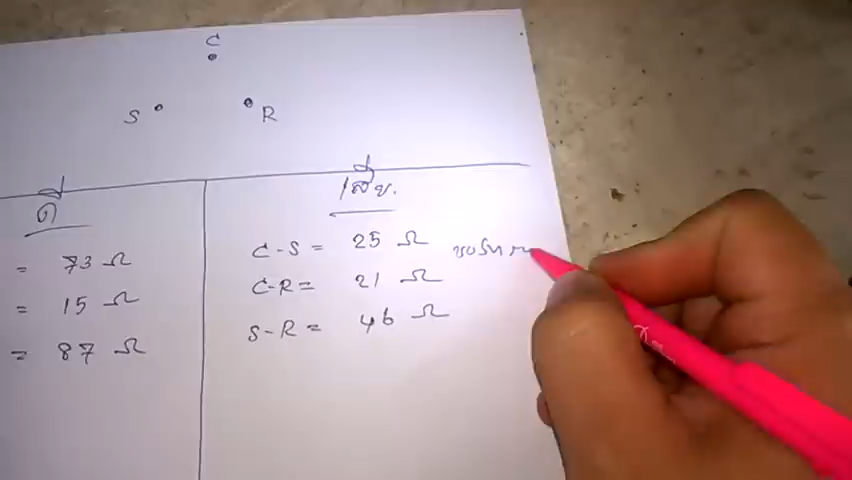 C
S R
ดี เสีย.
= 73 Ω C-S = 25 Ω
= 15 Ω C-R = 21 Ω
= 87 Ω S-R = 46 Ω